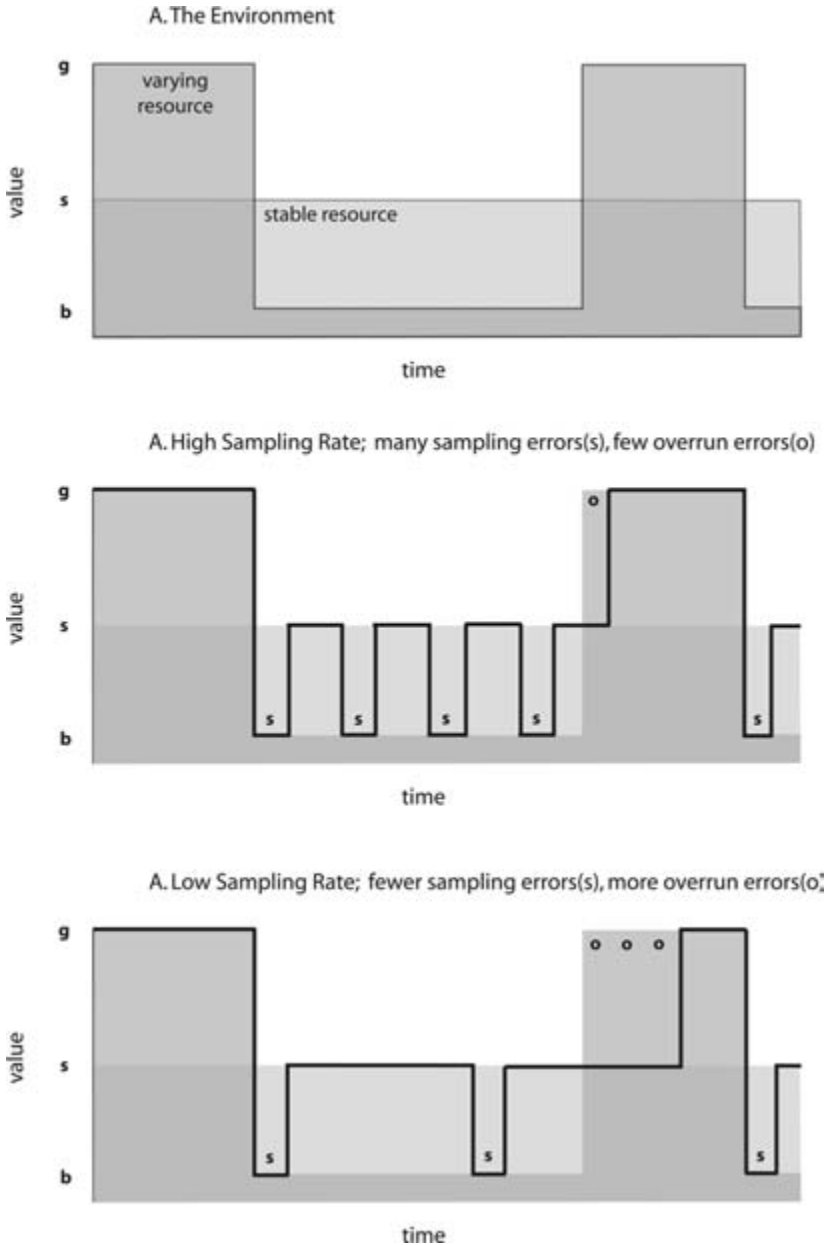 A. The Environment
g
varying
resource
value
s
stable resource
b
time
A. High Sampling Rate; many sampling errors(s), few overrun errors(o)
g
o
value
s
s
s
s
s
s
b
time
A. Low Sampling Rate; fewer sampling errors(s), more overrun errors(o)
g
o o o
value
s
s
s
s
b
time